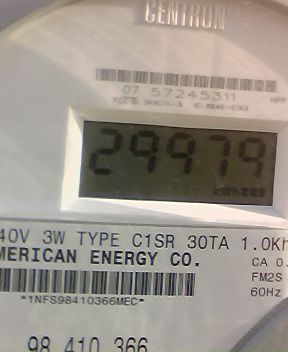 CENTRON®
07 57245311
29979
kWh
40V 3W TYPE C1SR 30TA 1.0Kh
MERICAN ENERGY CO.
CA 0.
FM2S
60Hz
*1NFS98410366MEC*
98 410 366